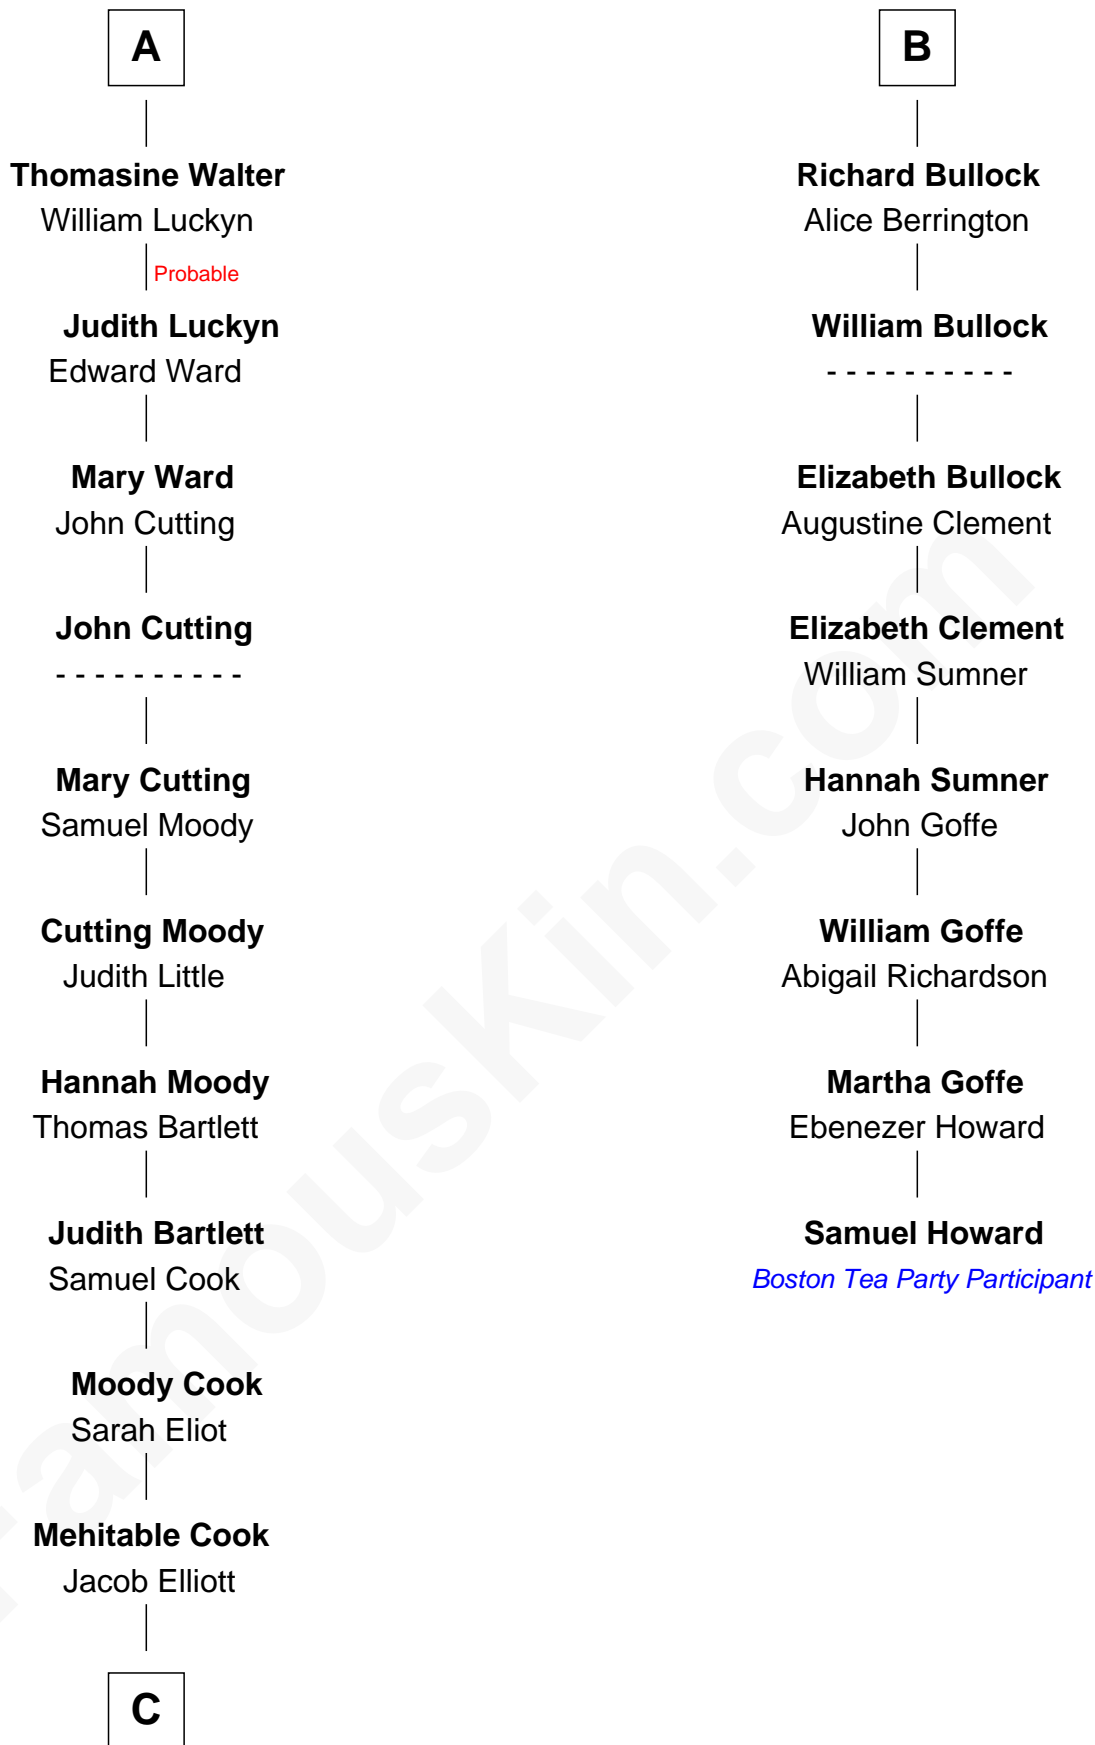 A
Thomasine Walter
William Luckyn
Probable
Judith Luckyn
Edward Ward
Mary Ward
John Cutting
John Cutting
- - - - - - - - - -
Mary Cutting
Samuel Moody
Cutting Moody
Judith Little
Hannah Moody
Thomas Bartlett
Judith Bartlett
Samuel Cook
Moody Cook
Sarah Eliot
Mehitable Cook
Jacob Elliott
C
B
Richard Bullock
Alice Berrington
William Bullock
- - - - - - - - - -
Elizabeth Bullock
Augustine Clement
Elizabeth Clement
William Sumner
Hannah Sumner
John Goffe
William Goffe
Abigail Richardson
Martha Goffe
Ebenezer Howard
Samuel Howard
Boston Tea Party Participant
FamousKin.com